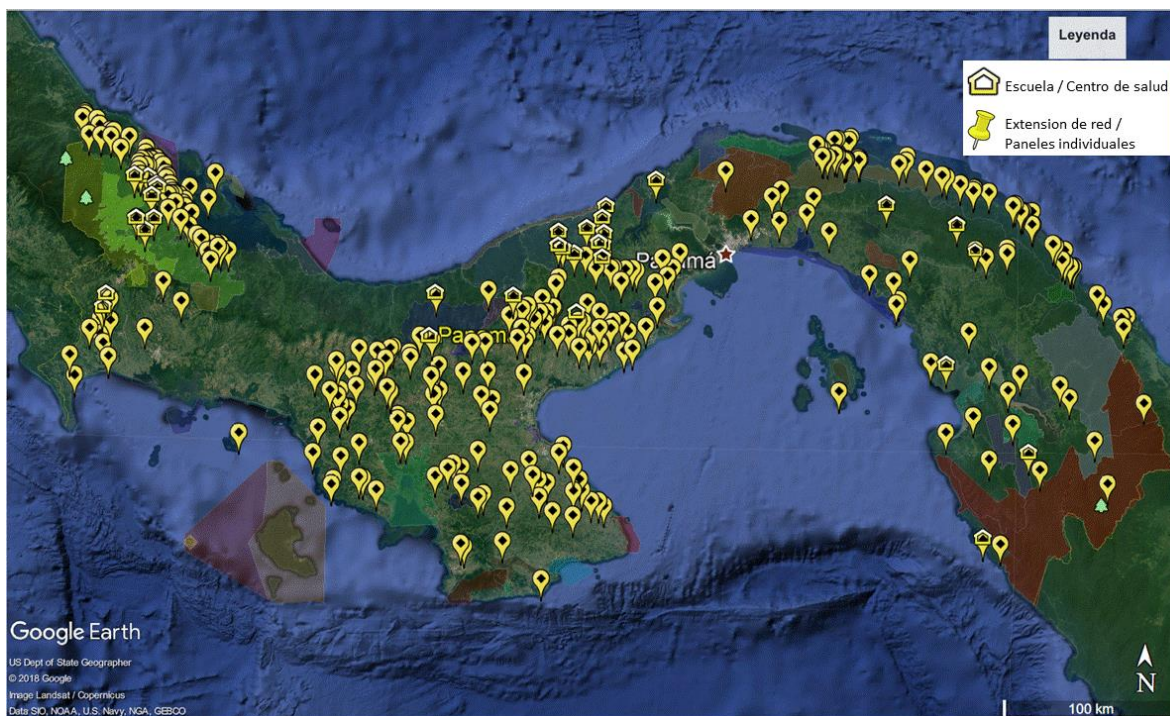 Leyenda
Escuela / Centro de salud
Extension de red /
Paneles individuales
Panamá
Panam
Google Earth
US Dept of State Geographer
© 2018 Google
Image Landsat / Copernicus
Data SIO, NOAA, U.S. Navy, NGA, GEBCO
N
100 km